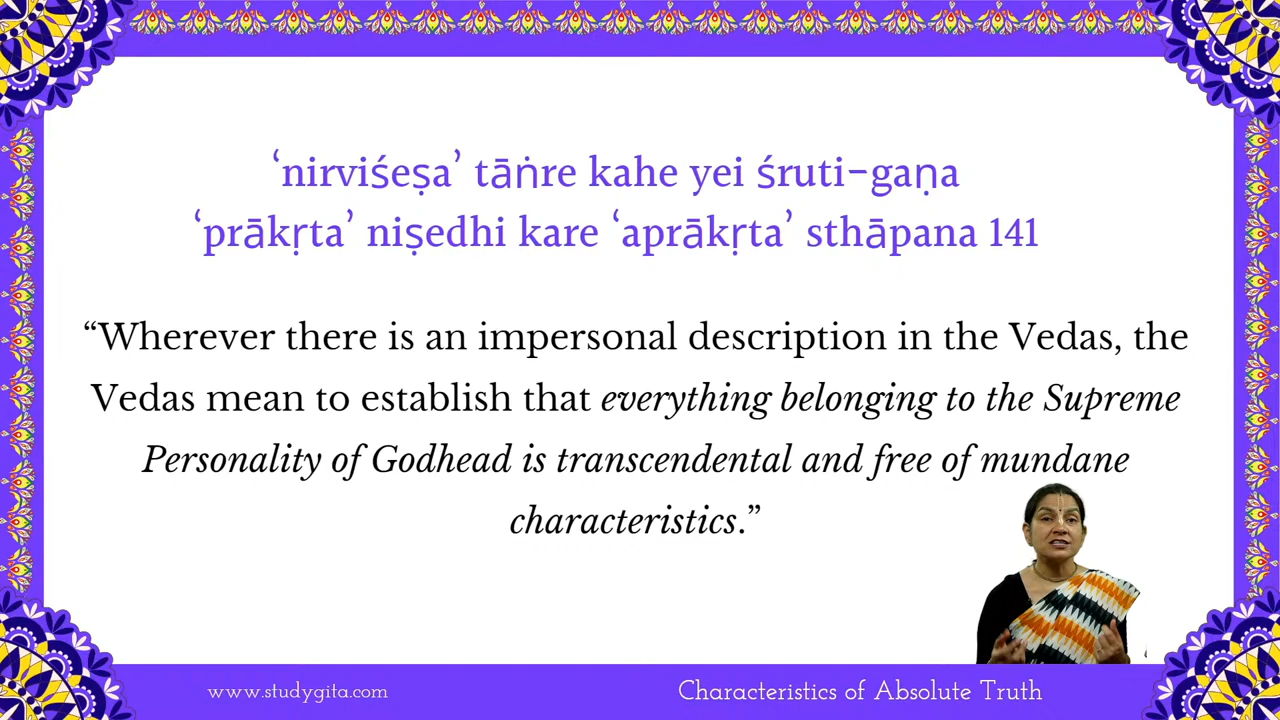 ‘nirviśeṣa’ tāṅre kahe yei śruti-gaṇa
‘prākṛta’ niṣedhi kare ‘aprākṛta’ sthāpana 141
“Wherever there is an impersonal description in the Vedas, the
Vedas mean to establish that everything belonging to the Supreme
Personality of Godhead is transcendental and free of mundane
characteristics.”
www.studygita.com
Characteristics of Absolute Truth